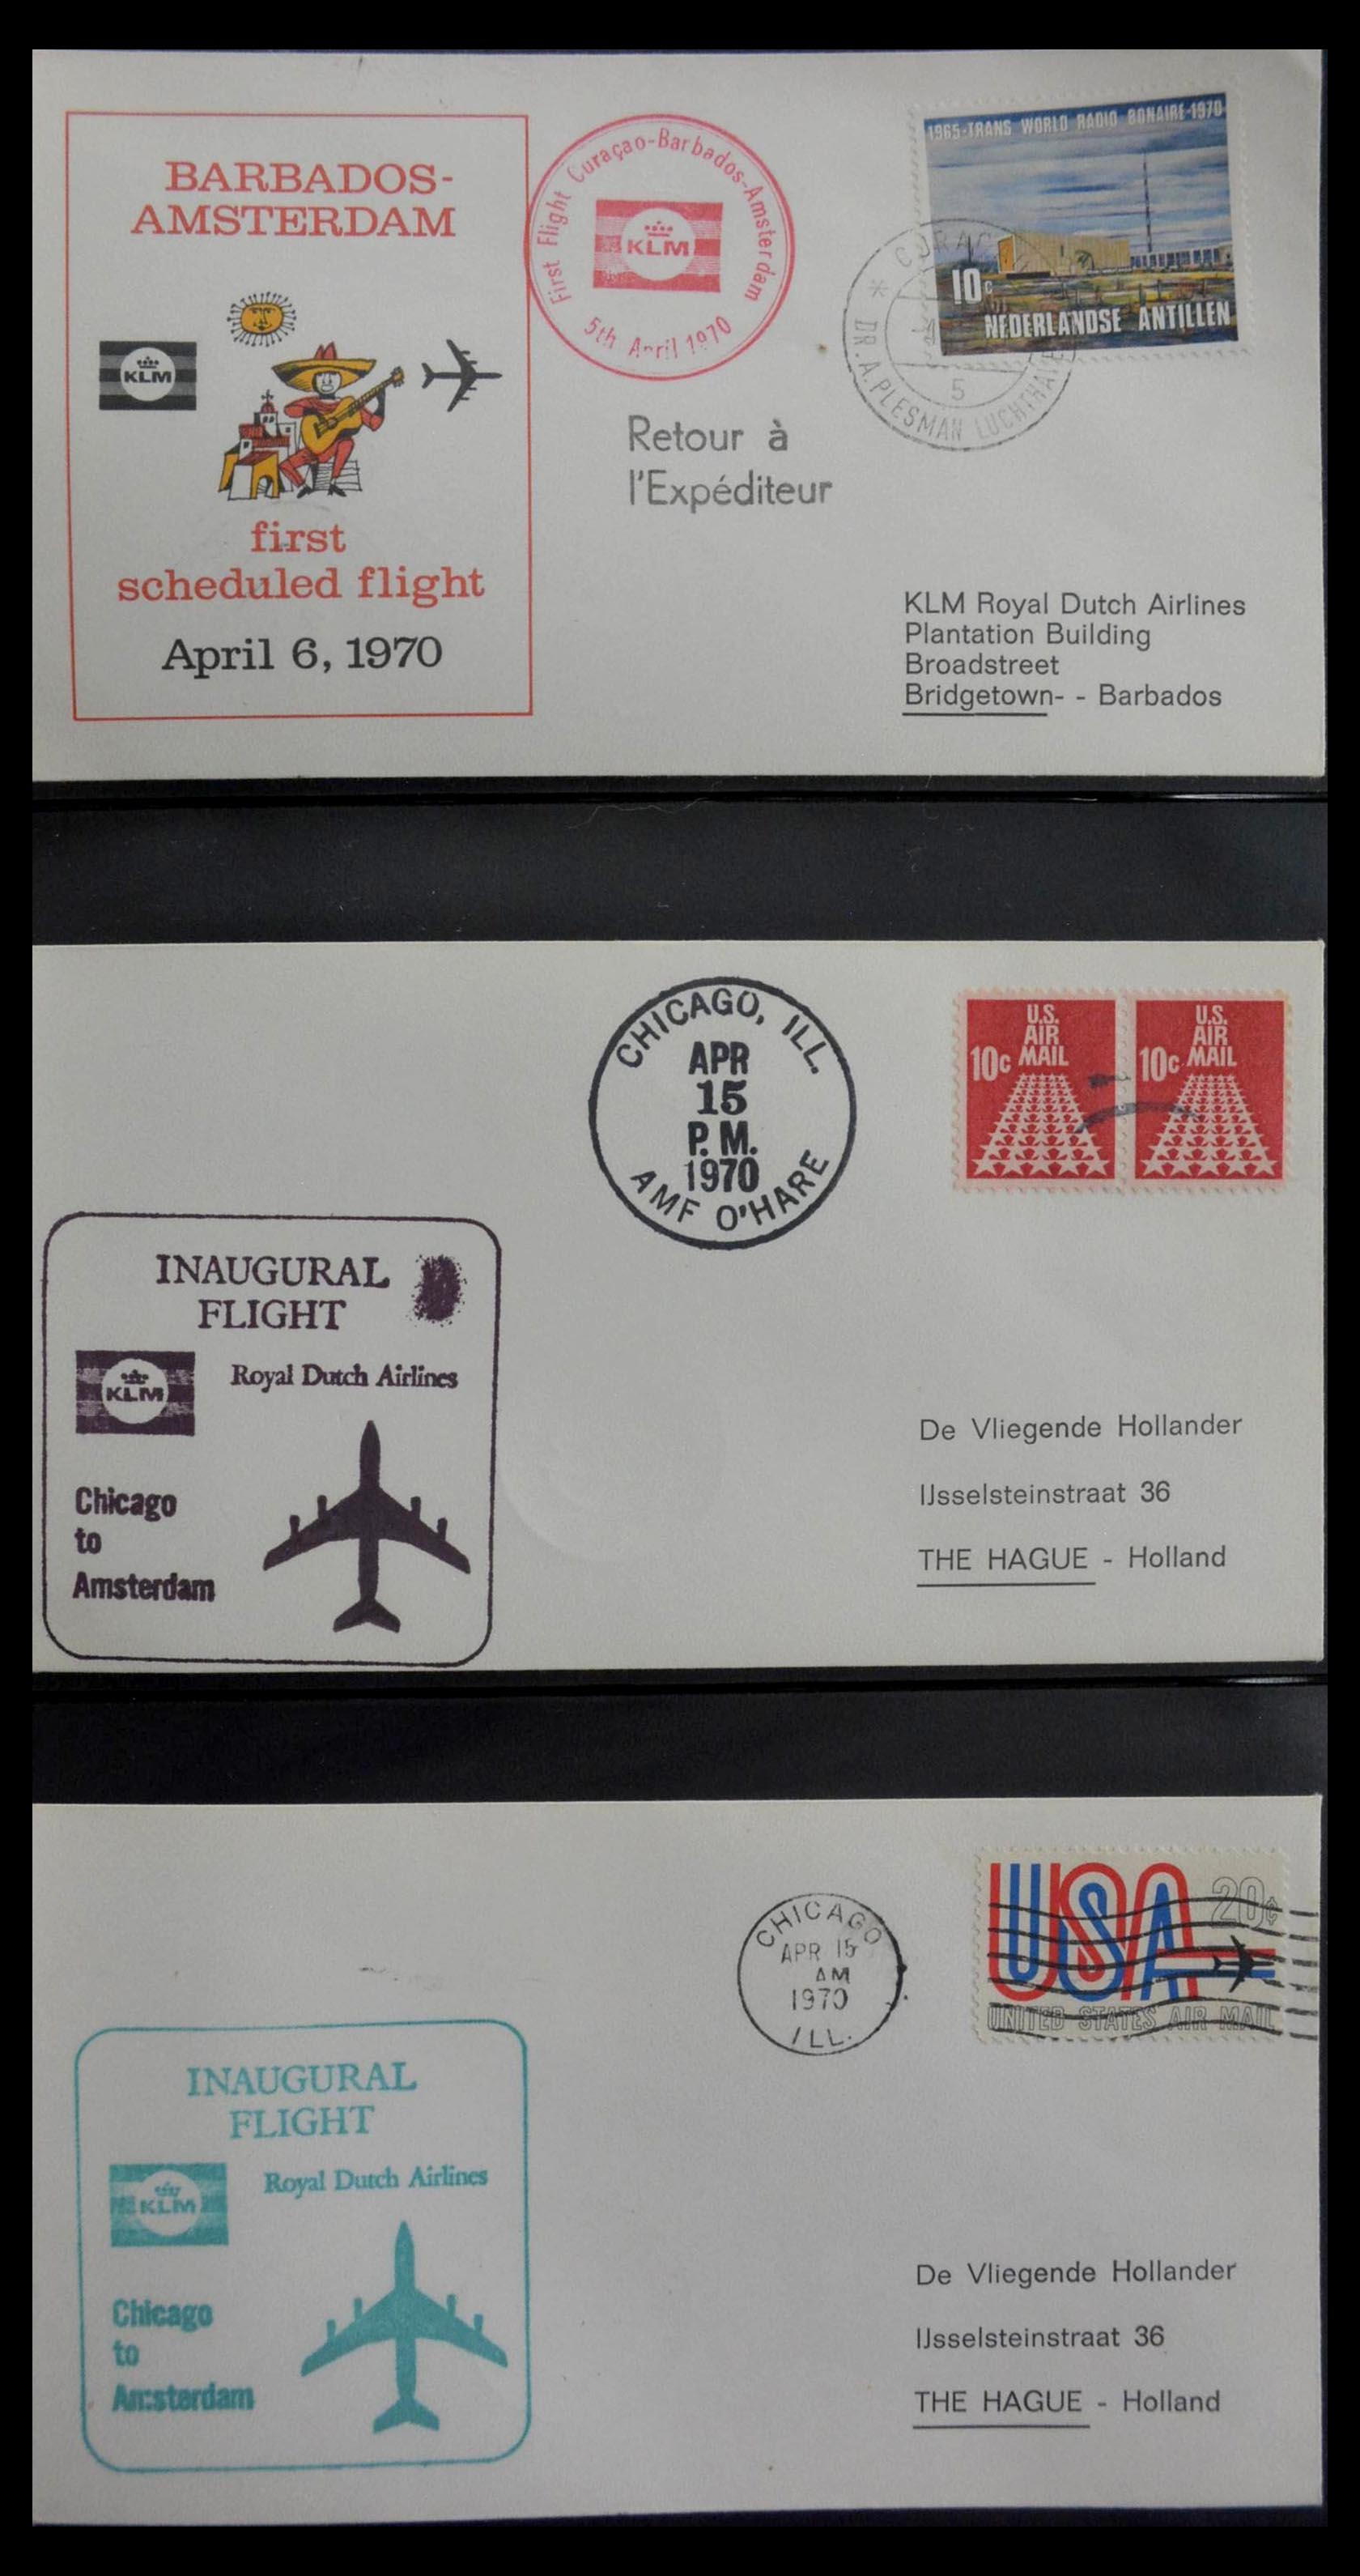 BARBADOS-
AMSTERDAM
KLM
first
scheduled flight
April 6, 1970
First Flight Curaçao-Barbados-Amsterdam
KLM
5th April 1970
Retour à
l'Expéditeur
1965-TRANS WORLD RADIO BONAIRE-1970
10c
NEDERLANDSE ANTILLEN
5
DR. A. PLESMAN
KLM Royal Dutch Airlines
Plantation Building
Broadstreet
Bridgetown- - Barbados
CHICAGO, ILL.
APR
15
P.M.
1970
AMF O'HARE
U.S.
AIR
MAIL
10c
U.S.
AIR
MAIL
10c
INAUGURAL
FLIGHT
KLM
Royal Dutch Airlines
Chicago
to
Amsterdam
De Vliegende Hollander
IJsselsteinstraat 36
THE HAGUE - Holland
CHICAGO
APR 15
AM
1970
ILL.
USA 20c
UNITED STATES AIR MAIL
INAUGURAL
FLIGHT
KLM
Royal Dutch Airlines
Chicago
to
Amsterdam
De Vliegende Hollander
IJsselsteinstraat 36
THE HAGUE - Holland